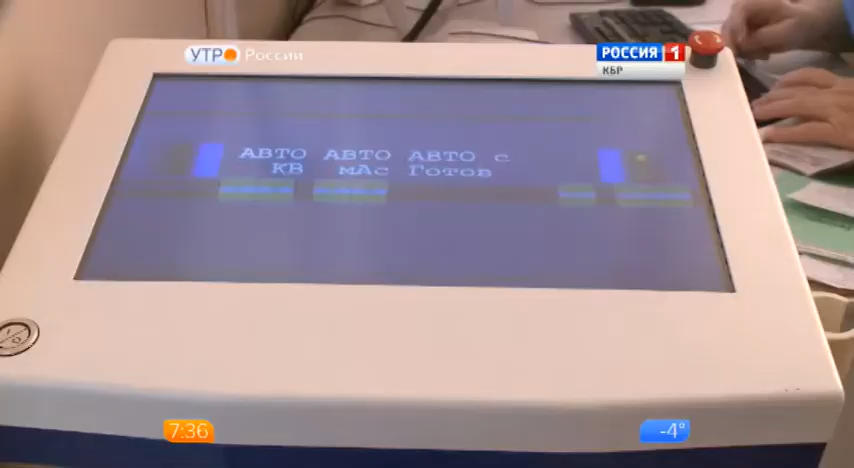 УТРО России
РОССИЯ 1
КБР
АВТО АВТО АВТО с
КВ мАс Готов
7:36
-4°